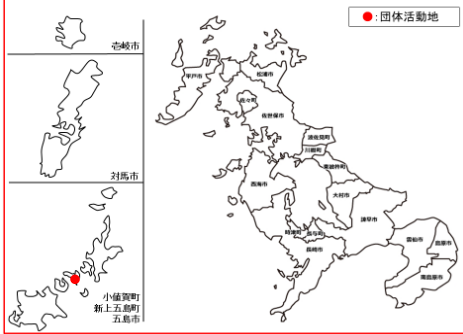 ●:団体活動地
壱岐市
対馬市
小値賀町
新上五島町
五島市
平戸市
松浦市
佐々町
佐世保市
波佐見町
川棚町
東彼杵町
西海市
大村市
時津町
長与町
諫早市
長崎市
雲仙市
島原市
南島原市